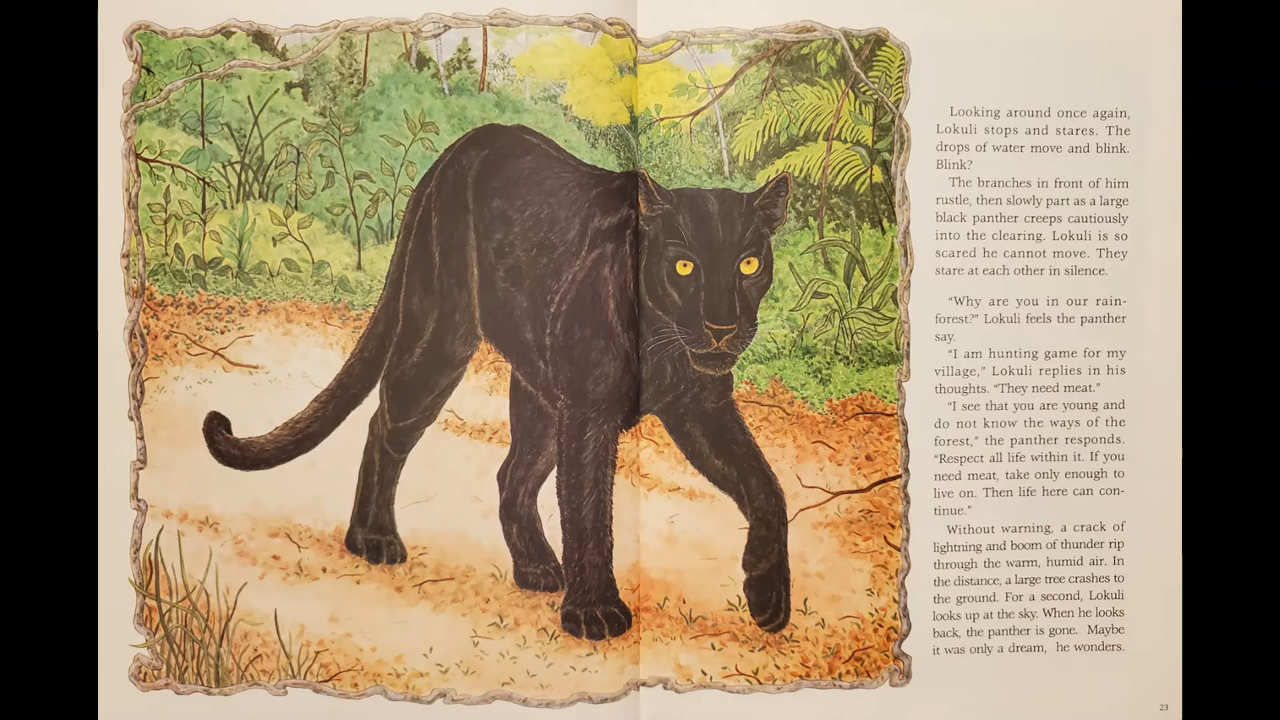 Looking around once again,
Lokuli stops and stares. The
drops of water move and blink.
Blink?
The branches in front of him
rustle, then slowly part as a large
black panther creeps cautiously
into the clearing. Lokuli is so
scared he cannot move. They
stare at each other in silence.
“Why are you in our rain-
forest?” Lokuli feels the panther
say.
“I am hunting game for my
village,” Lokuli replies in his
thoughts. “They need meat.”
“I see that you are young and
do not know the ways of the
forest,” the panther responds.
“Respect all life within it. If you
need meat, take only enough to
live on. Then life here can con-
tinue.”
Without warning, a crack of
lightning and boom of thunder rip
through the warm, humid air. In
the distance, a large tree crashes to
the ground. For a second, Lokuli
looks up at the sky. When he looks
back, the panther is gone. Maybe
it was only a dream, he wonders.
23